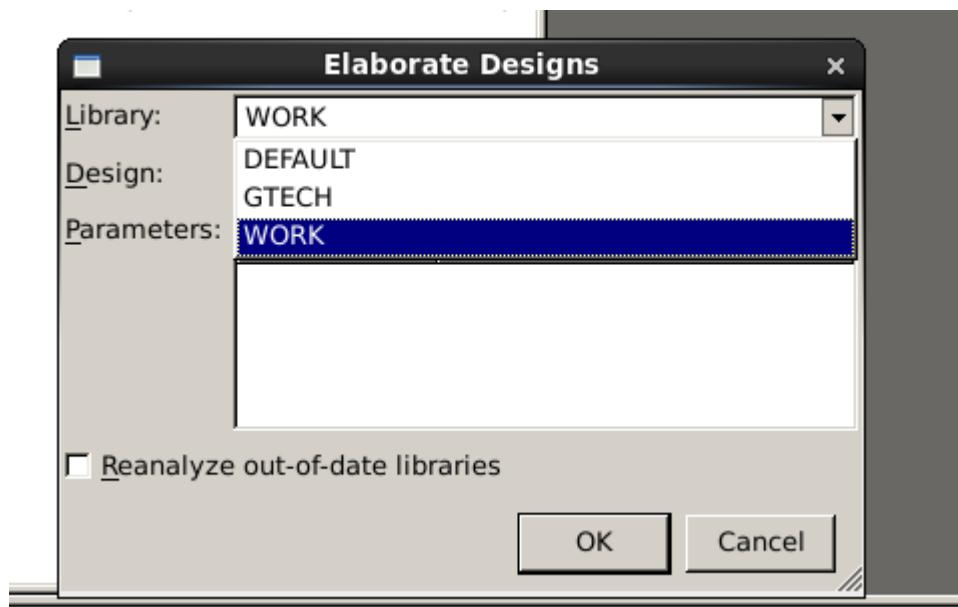 Elaborate Designs
Library:
WORK
DEFAULT
Design:
GTECH
Parameters:
WORK
Reanalyze out-of-date libraries
OK
Cancel